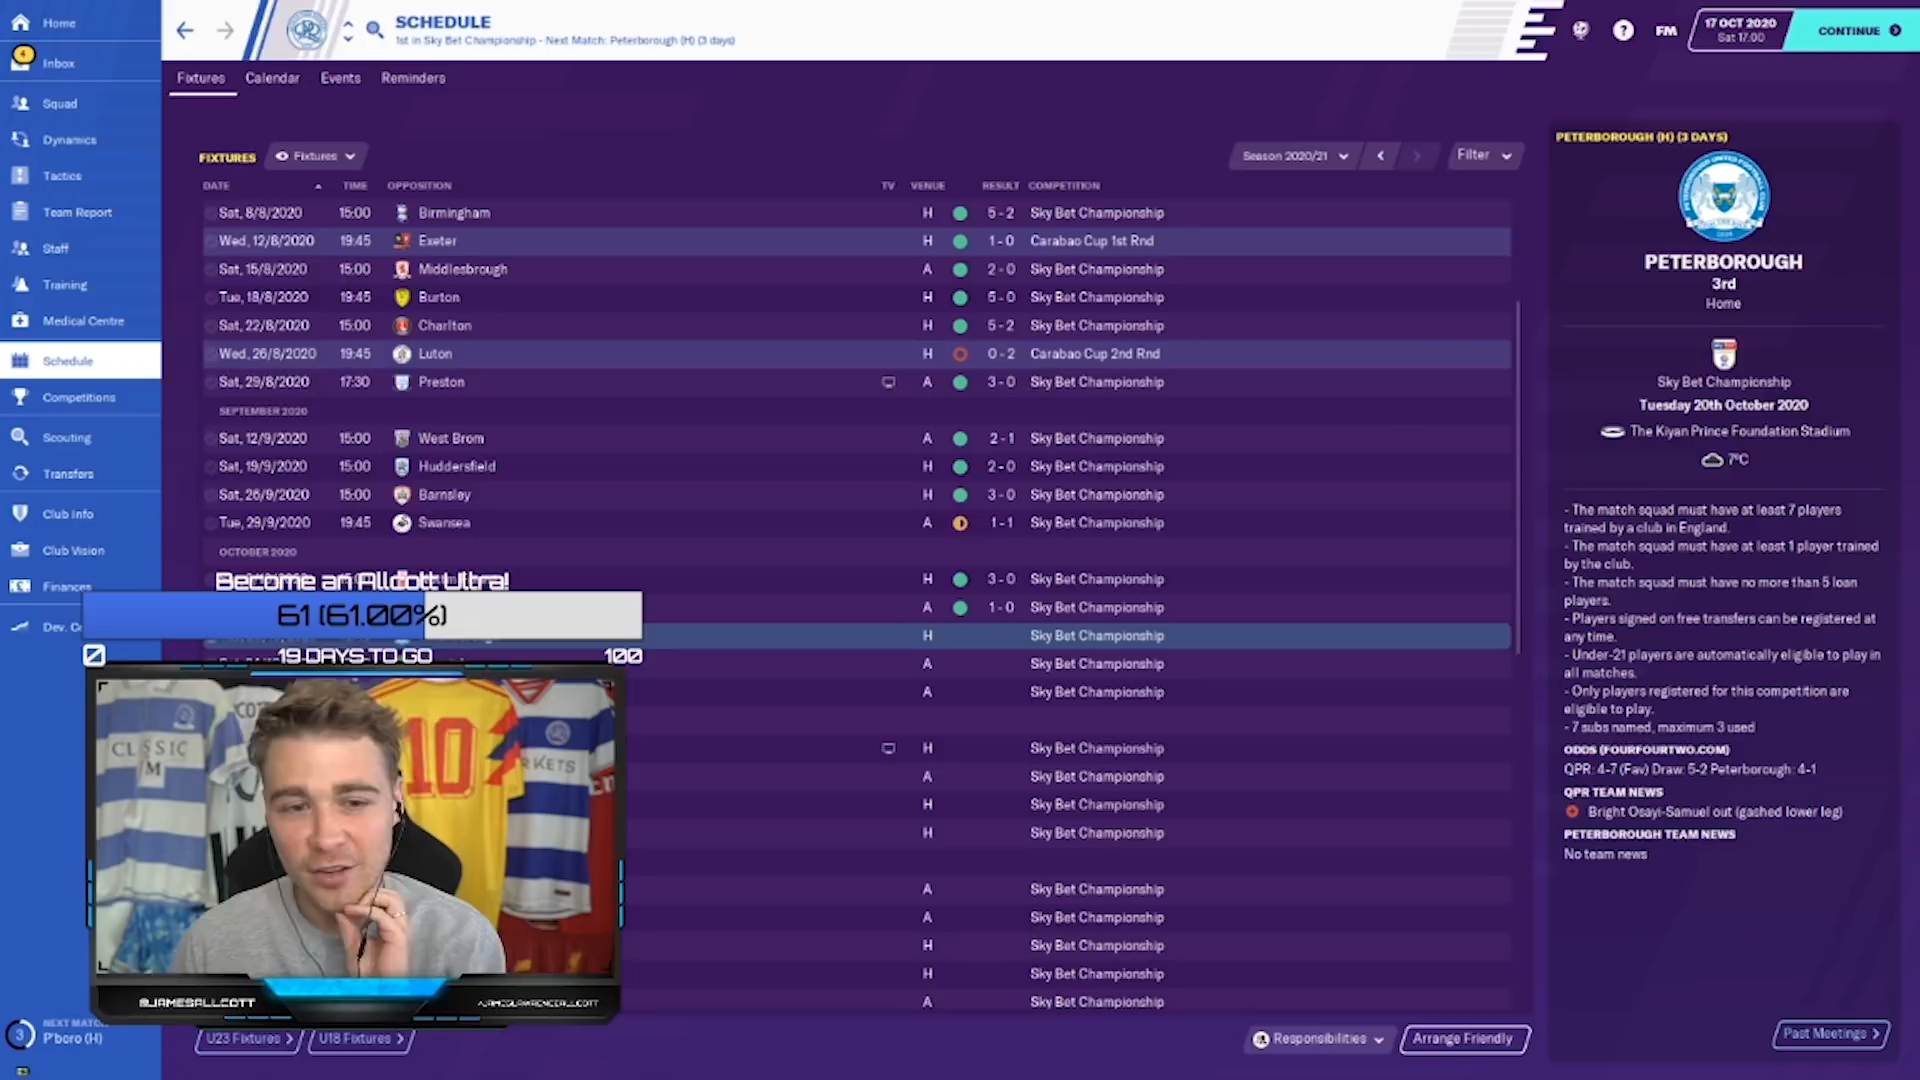 Home
SCHEDULE
1st in Sky Bet Championship - Next Match: Peterborough (H) (3 days)
? FM 17 OCT 2020 CONTINUE
Sat 17:00
4
Inbox
Fixtures Calendar Events Reminders
Squad
Dynamics
Tactics
Team Report
Staff
Training
Medical Centre
Schedule
Competitions
Scouting
Transfers
Club Info
Club Vision
Finances
Dev.
FIXTURES Fixtures Season 2020/21 Filter
DATE TIME OPPOSITION TV VENUE RESULT COMPETITION
Sat, 8/8/2020 15:00 Birmingham H 5 - 2 Sky Bet Championship
Wed, 12/8/2020 19:45 Exeter H 1 - 0 Carabao Cup 1st Rnd
Sat, 15/8/2020 15:00 Middlesbrough A 2 - 0 Sky Bet Championship
Tue, 18/8/2020 19:45 Burton H 5 - 0 Sky Bet Championship
Sat, 22/8/2020 15:00 Charlton H 5 - 2 Sky Bet Championship
Wed, 26/8/2020 19:45 Luton H 0 - 2 Carabao Cup 2nd Rnd
Sat, 29/8/2020 17:30 Preston A 3 - 0 Sky Bet Championship
SEPTEMBER 2020
Sat, 12/9/2020 15:00 West Brom A 2 - 1 Sky Bet Championship
Sat, 19/9/2020 15:00 Huddersfield H 2 - 0 Sky Bet Championship
Sat, 26/9/2020 15:00 Barnsley H 3 - 0 Sky Bet Championship
Tue, 29/9/2020 19:45 Swansea A 1 - 1 Sky Bet Championship
OCTOBER 2020
H 3 - 0 Sky Bet Championship
A 1 - 0 Sky Bet Championship
H Sky Bet Championship
A Sky Bet Championship
A Sky Bet Championship
H Sky Bet Championship
A Sky Bet Championship
H Sky Bet Championship
H Sky Bet Championship
A Sky Bet Championship
A Sky Bet Championship
H Sky Bet Championship
H Sky Bet Championship
A Sky Bet Championship
Become an Allcott Ultra!
61 (61.00%)
0 19 DAYS TO GO 100
CLASSIC
10
@JAMESALLCOTT
3 NEXT MATCH
P'boro (H)
U23 Fixtures U18 Fixtures
Responsibilities Arrange Friendly
PETERBOROUGH (H) (3 DAYS)
PETERBOROUGH
3rd
Home
Sky Bet Championship
Tuesday 20th October 2020
The Kiyan Prince Foundation Stadium
7°C
- The match squad must have at least 7 players
trained by a club in England.
- The match squad must have at least 1 player trained
by the club.
- The match squad must have no more than 5 loan
players.
- Players signed on free transfers can be registered at
any time.
- Under-21 players are automatically eligible to play in
all matches.
- Only players registered for this competition are
eligible to play.
- 7 subs named, maximum 3 used
ODDS (FOURFOURTWO.COM)
QPR: 4-7 (Fav) Draw: 5-2 Peterborough: 4-1
QPR TEAM NEWS
Bright Osayi-Samuel out (gashed lower leg)
PETERBOROUGH TEAM NEWS
No team news
Past Meetings